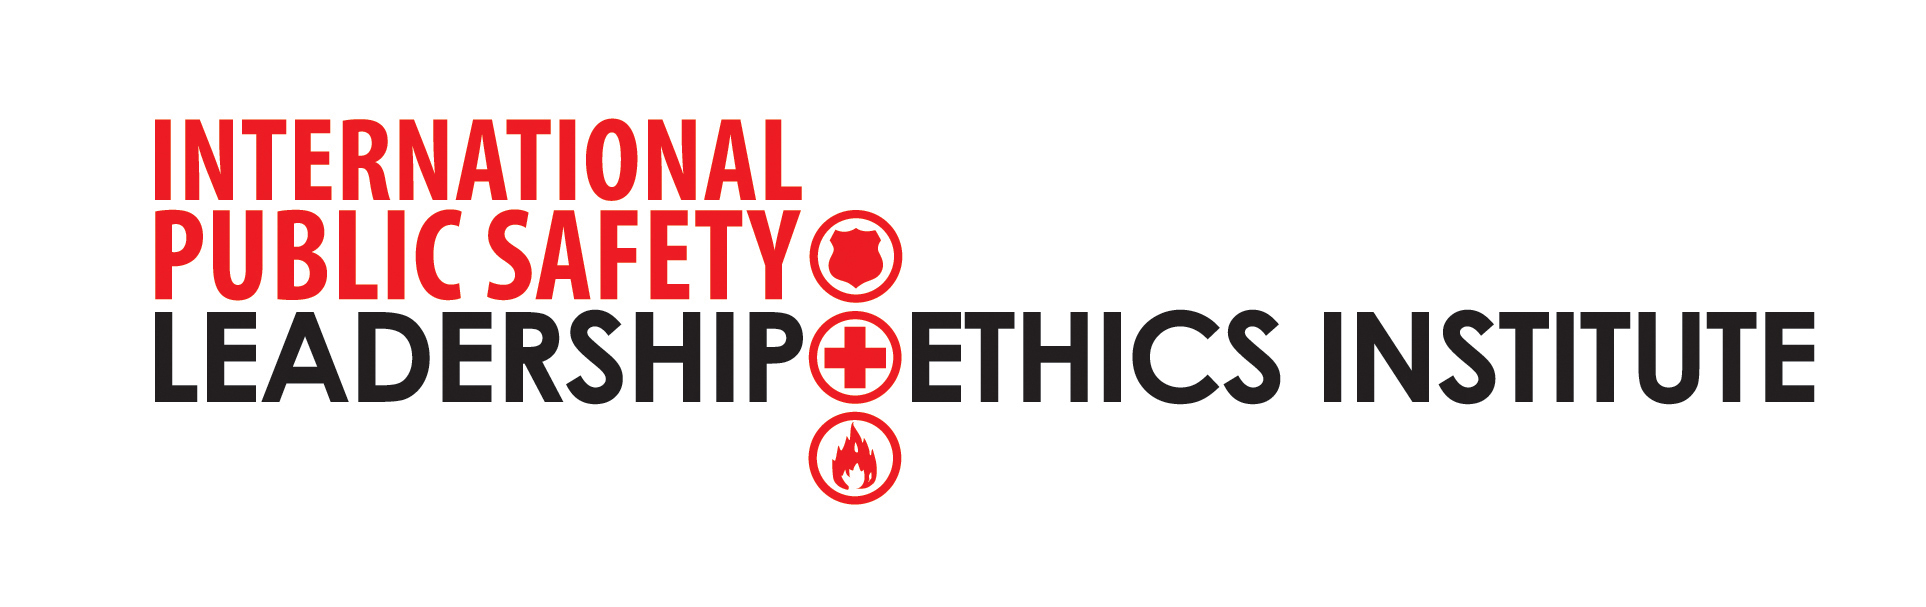 INTERNATIONAL
PUBLIC SAFETY
LEADERSHIP ETHICS INSTITUTE